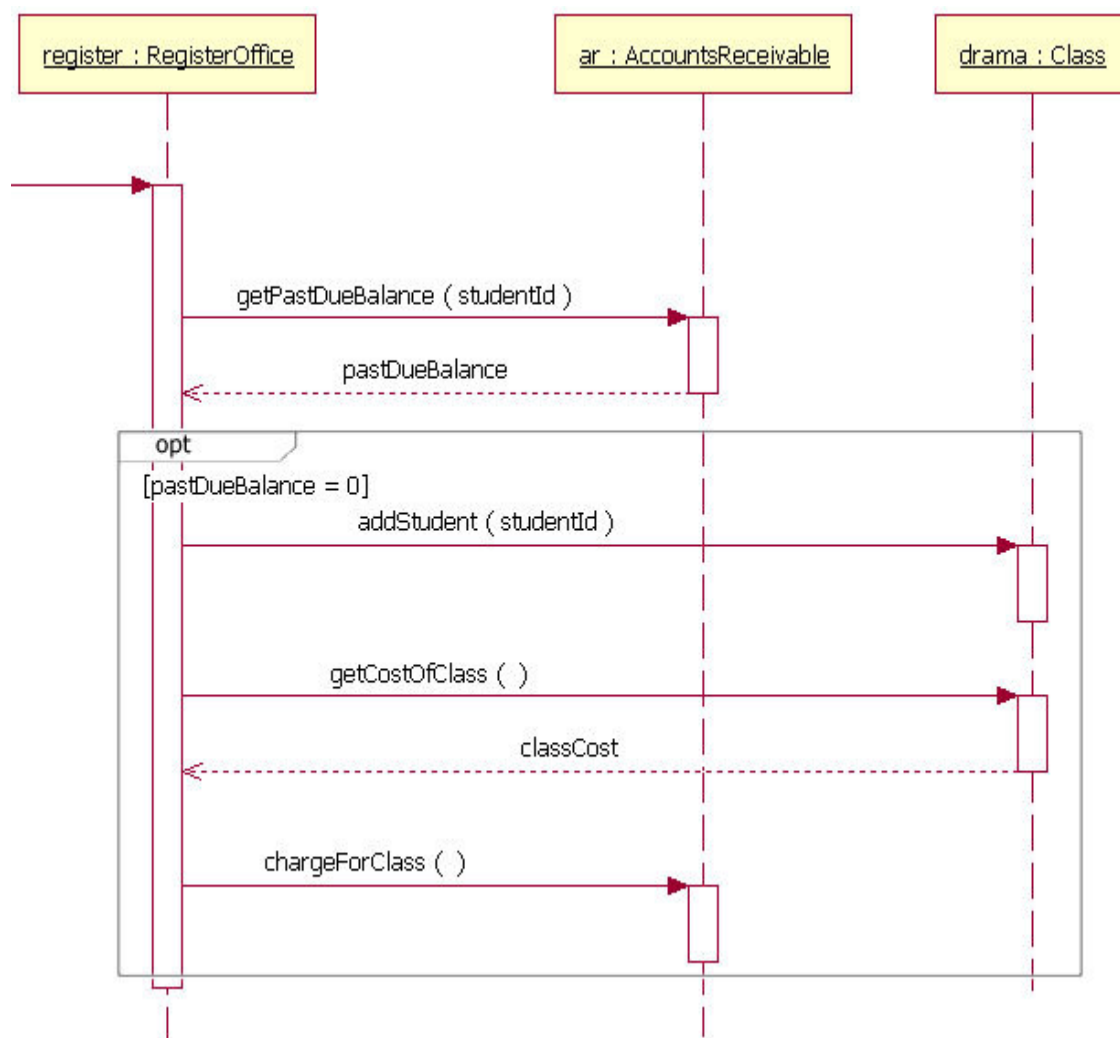 register : RegisterOffice
ar : AccountsReceivable
drama : Class
getPastDueBalance ( studentId )
pastDueBalance
opt
[pastDueBalance = 0]
addStudent ( studentId )
getCostOfClass ( )
classCost
chargeForClass ( )